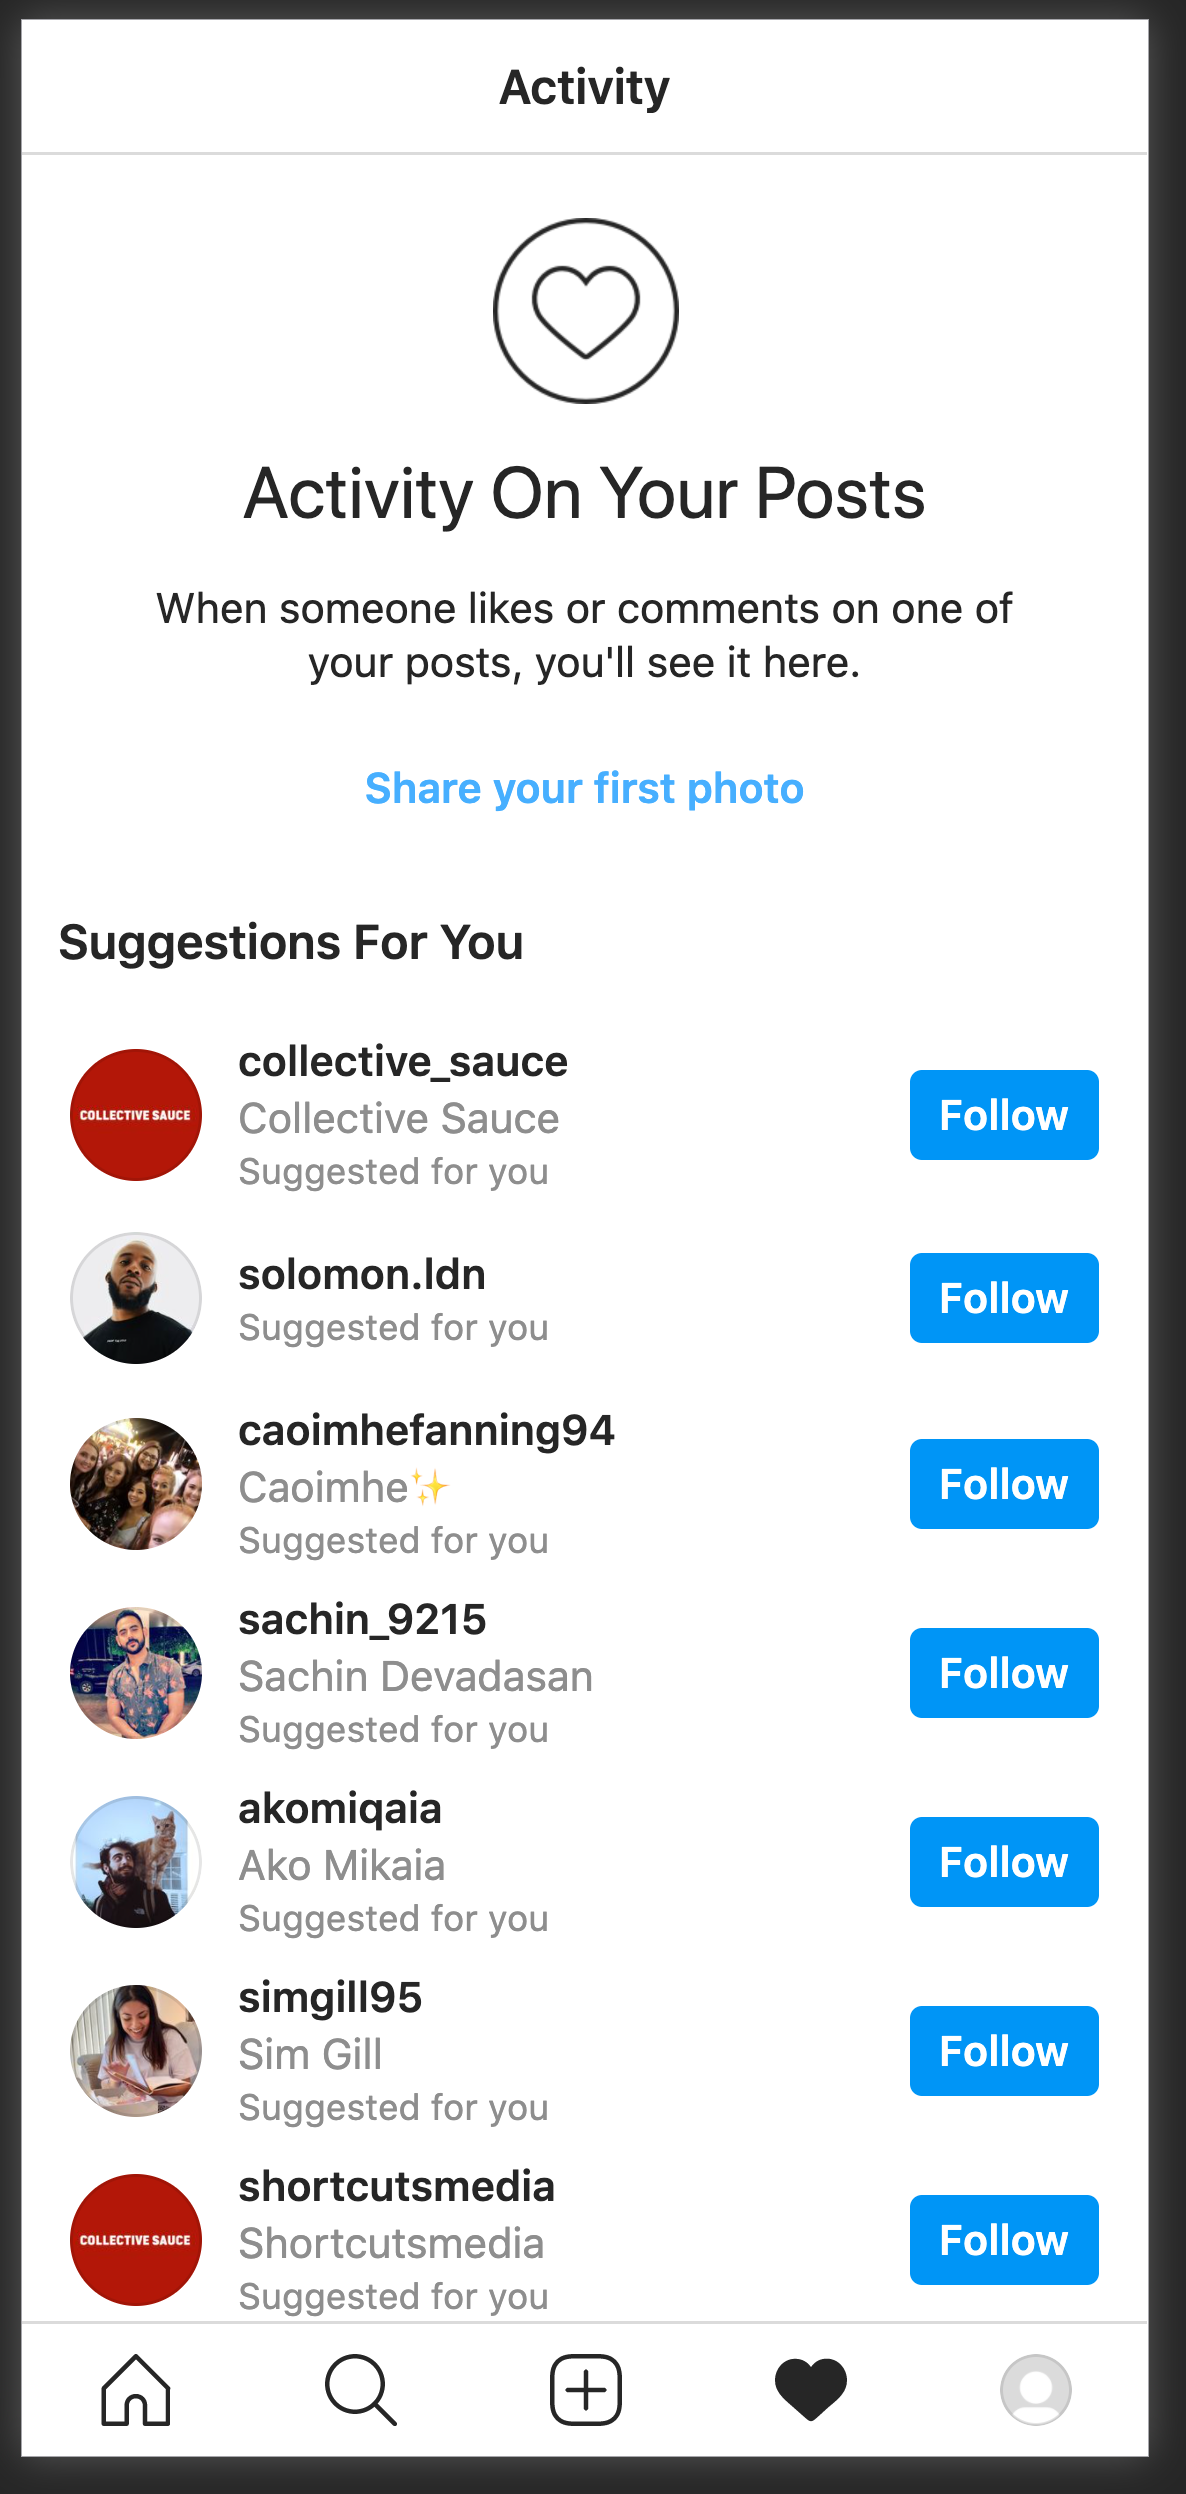 Activity
Activity On Your Posts
When someone likes or comments on one of
your posts, you'll see it here.
Share your first photo
Suggestions For You
collective_sauce
COLLECTIVE SAUCE
Collective Sauce
Follow
Suggested for you
solomon.ldn
Follow
Suggested for you
caoimhefanning94
Caoimhe✨
Follow
Suggested for you
sachin_9215
Sachin Devadasan
Follow
Suggested for you
akomiqaia
Ako Mikaia
Follow
Suggested for you
simgill95
Sim Gill
Follow
Suggested for you
shortcutsmedia
COLLECTIVE SAUCE
Shortcutsmedia
Follow
Suggested for you